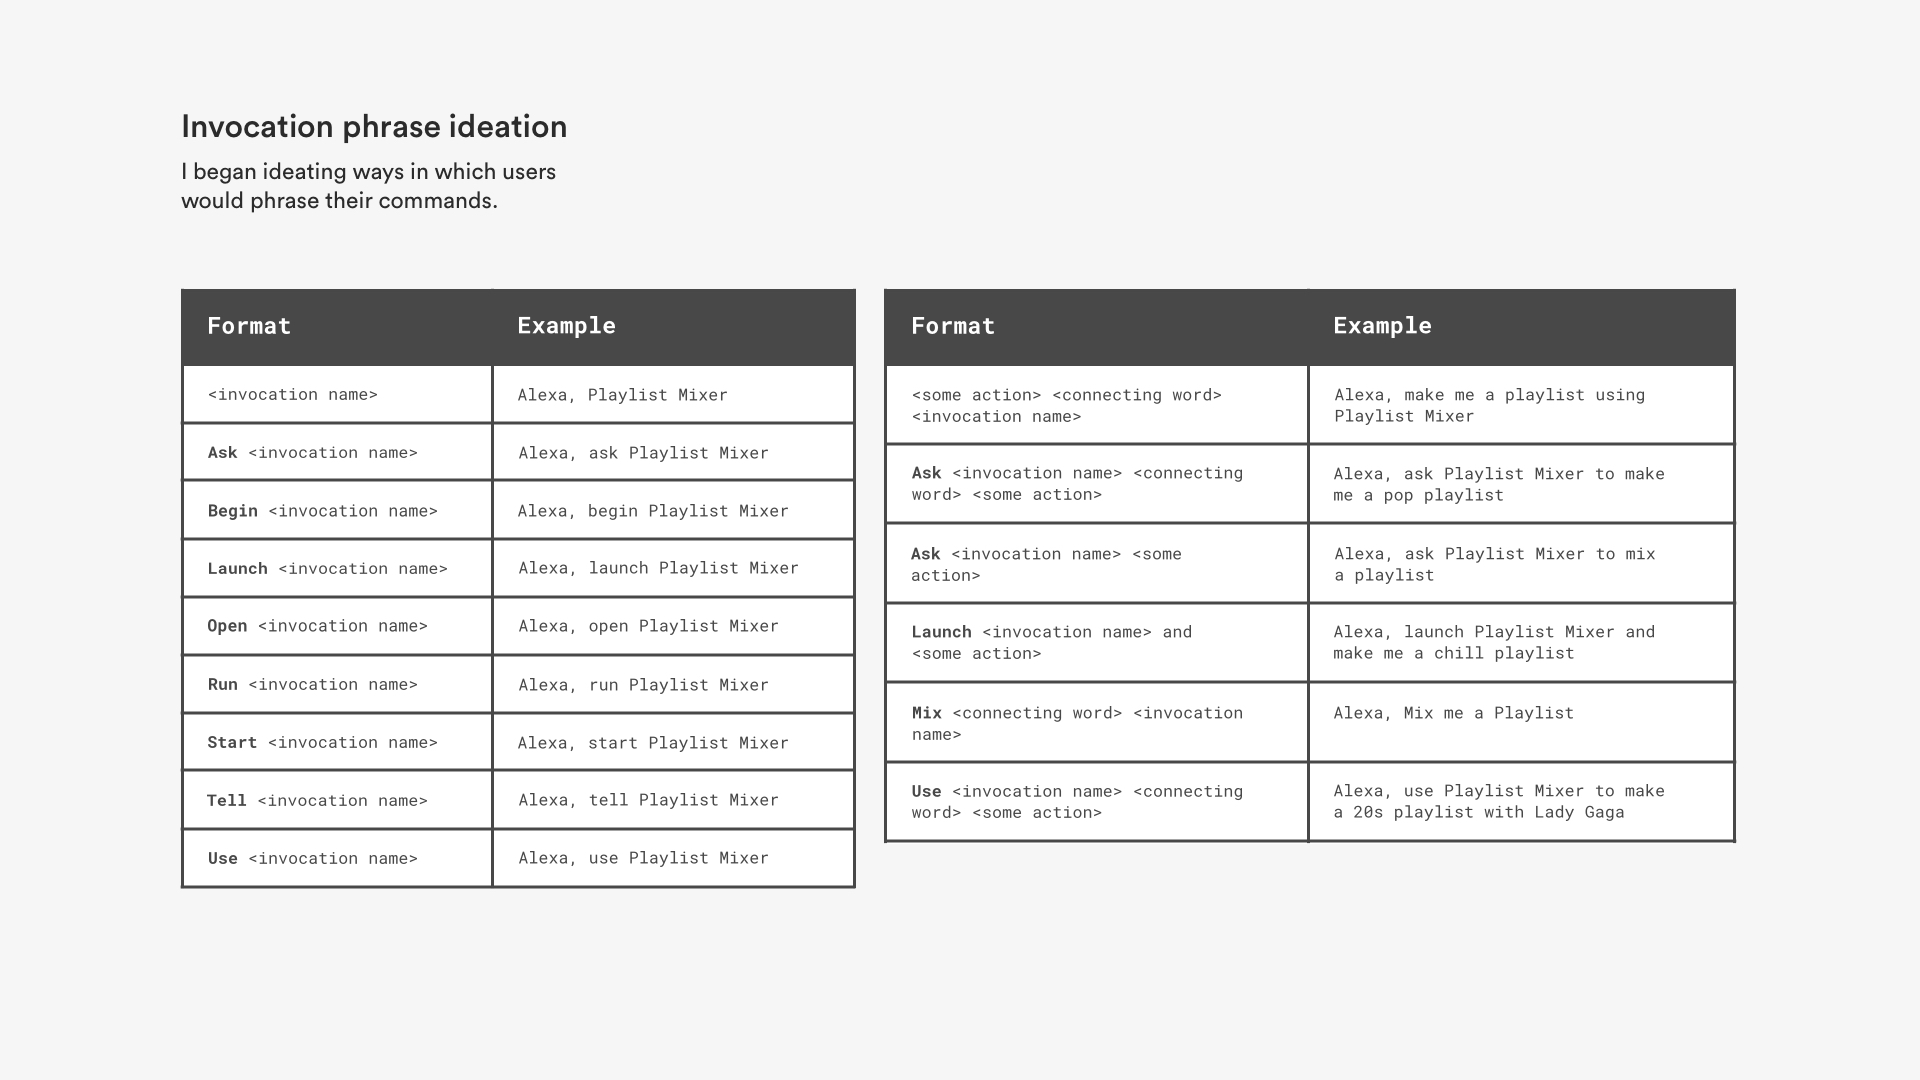 Invocation phrase ideation
I began ideating ways in which users
would phrase their commands.
Format Example
<invocation name> Alexa, Playlist Mixer
Ask <invocation name> Alexa, ask Playlist Mixer
Begin <invocation name> Alexa, begin Playlist Mixer
Launch <invocation name> Alexa, launch Playlist Mixer
Open <invocation name> Alexa, open Playlist Mixer
Run <invocation name> Alexa, run Playlist Mixer
Start <invocation name> Alexa, start Playlist Mixer
Tell <invocation name> Alexa, tell Playlist Mixer
Use <invocation name> Alexa, use Playlist Mixer
Format Example
<some action> <connecting word>
<invocation name>
Alexa, make me a playlist using
Playlist Mixer
Ask <invocation name> <connecting
word> <some action>
Alexa, ask Playlist Mixer to make
me a pop playlist
Ask <invocation name> <some
action>
Alexa, ask Playlist Mixer to mix
a playlist
Launch <invocation name> and
<some action>
Alexa, launch Playlist Mixer and
make me a chill playlist
Mix <connecting word> <invocation
name>
Alexa, Mix me a Playlist
Use <invocation name> <connecting
word> <some action>
Alexa, use Playlist Mixer to make
a 20s playlist with Lady Gaga